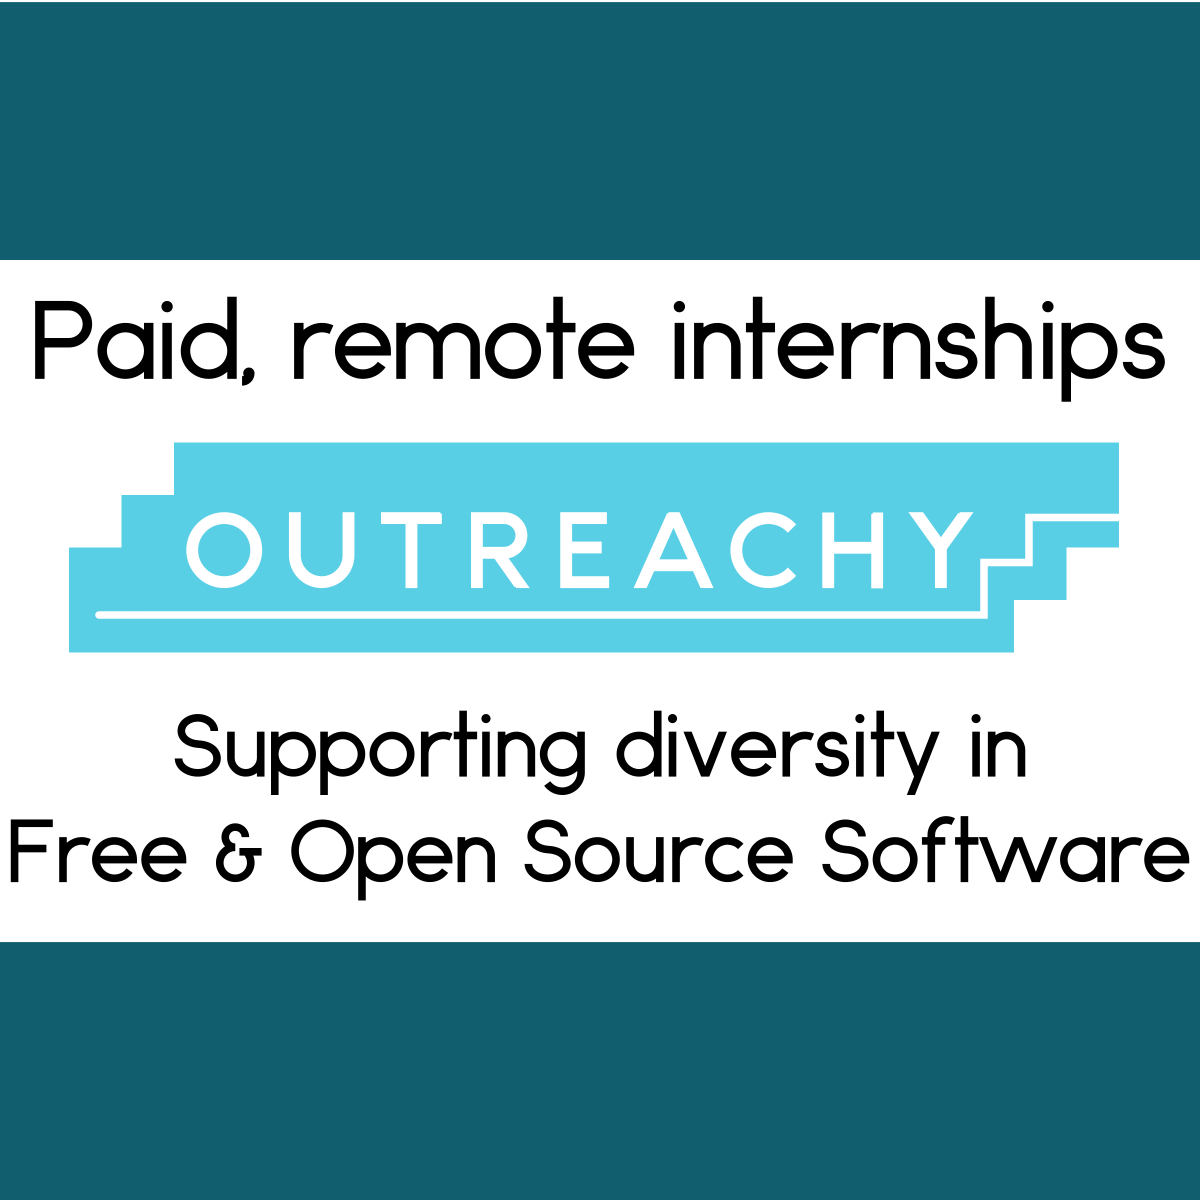 Paid, remote internships
OUTREACHY
Supporting diversity in
Free & Open Source Software